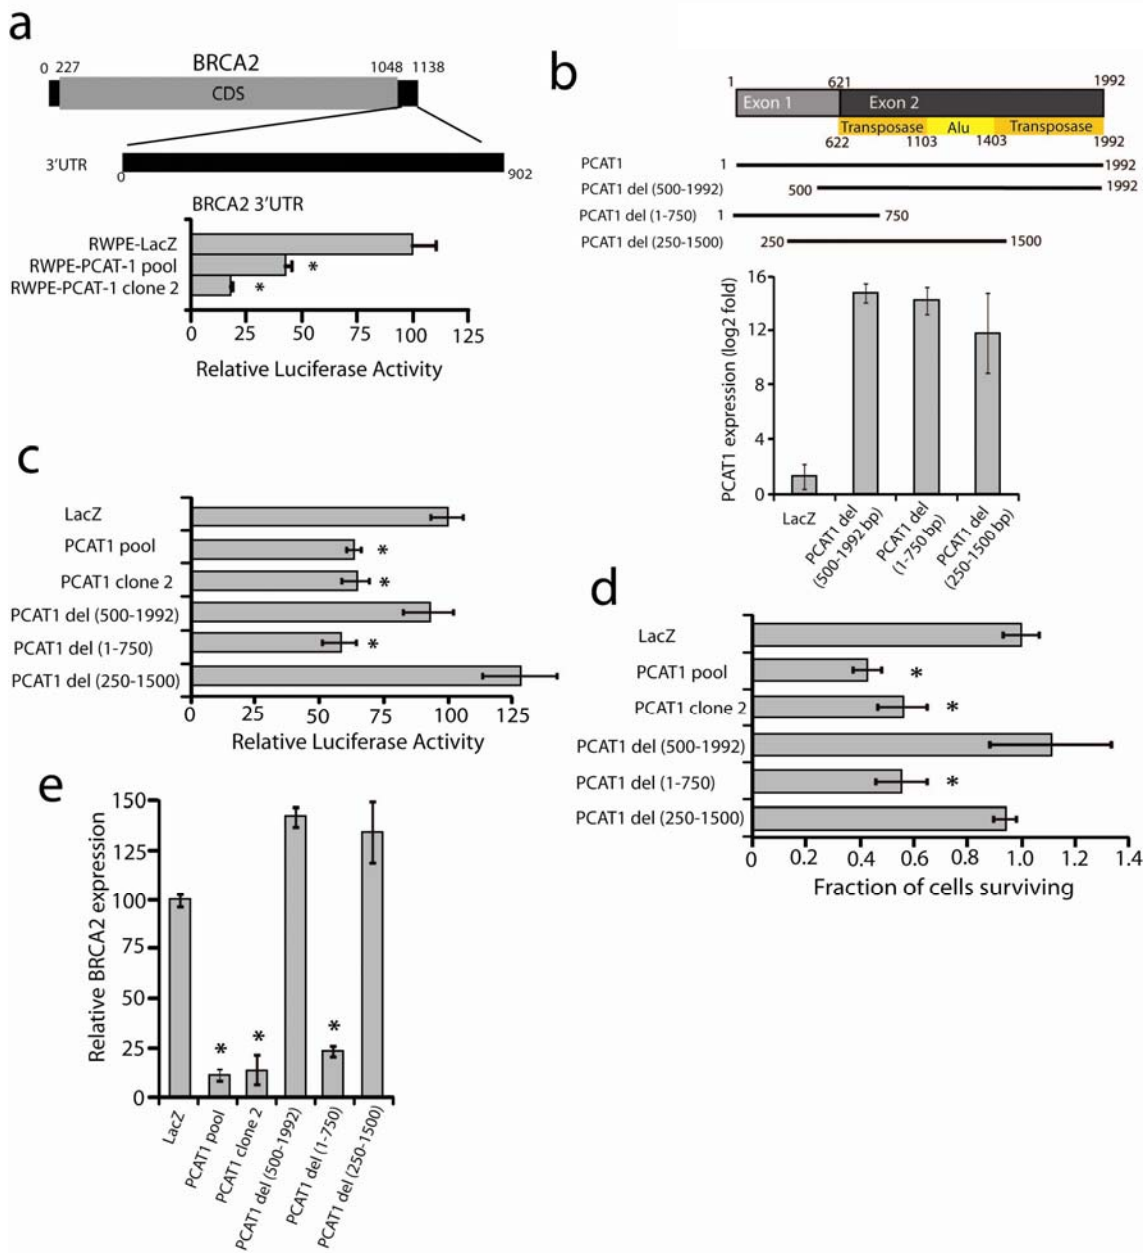 a
BRCA2
0 227 1048 1138
CDS
3'UTR
0 902
BRCA2 3'UTR
RWPE-LacZ
RWPE-PCAT-1 pool *
RWPE-PCAT-1 clone 2 *
0 25 50 75 100 125
Relative Luciferase Activity
b
1 621 1992
Exon 1 Exon 2
Transposase Alu Transposase
622 1103 1403 1992
PCAT1 1 1992
PCAT1 del (500-1992) 500 1992
PCAT1 del (1-750) 1 750
PCAT1 del (250-1500) 250 1500
PCAT1 expression (log2 fold)
16
12
8
4
0
LacZ
PCAT1 del
(500-1992 bp)
PCAT1 del
(1-750 bp)
PCAT1 del
(250-1500 bp)
c
LacZ
PCAT1 pool *
PCAT1 clone 2 *
PCAT1 del (500-1992)
PCAT1 del (1-750) *
PCAT1 del (250-1500)
0 25 50 75 100 125
Relative Luciferase Activity
d
LacZ
PCAT1 pool *
PCAT1 clone 2 *
PCAT1 del (500-1992)
PCAT1 del (1-750) *
PCAT1 del (250-1500)
0 0.2 0.4 0.6 0.8 1.0 1.2 1.4
Fraction of cells surviving
e
Relative BRCA2 expression
150
125
100
75
50
25
0
* * *
LacZ
PCAT1 pool
PCAT1 clone 2
PCAT1 del (500-1992)
PCAT1 del (1-750)
PCAT1 del (250-1500)